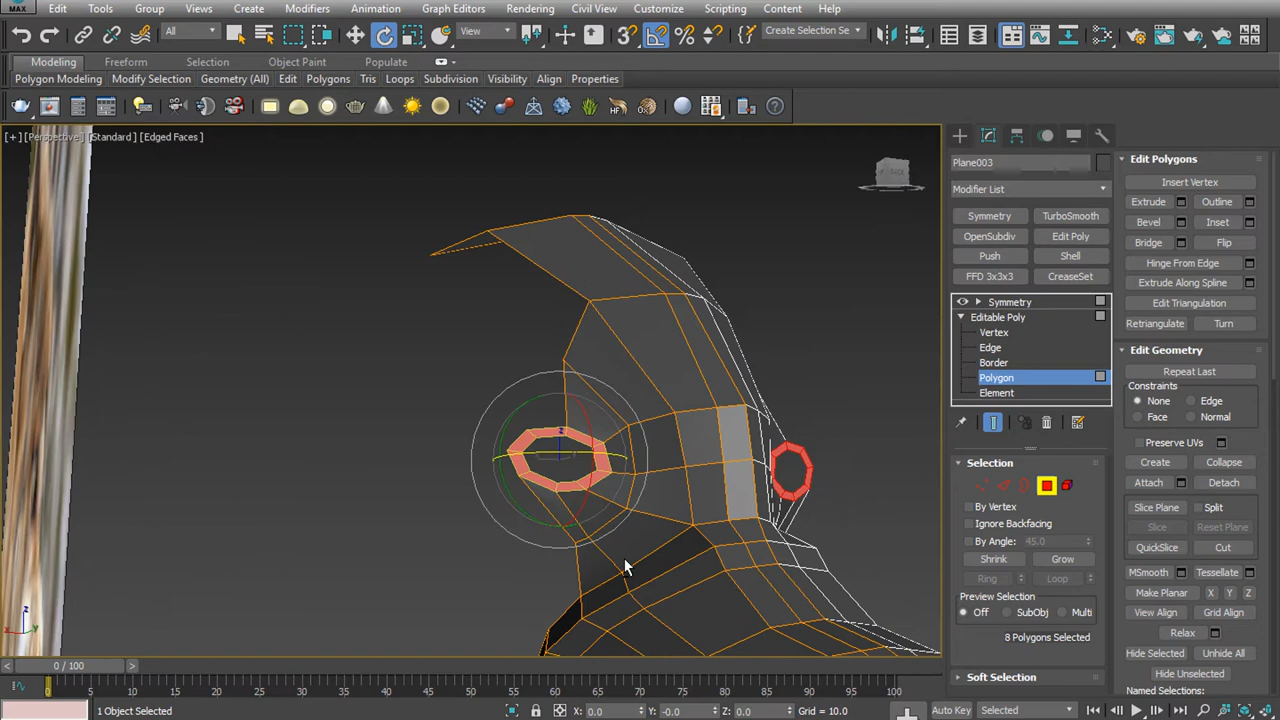 MAX Edit Tools Group Views Create Modifiers Animation Graph Editors Rendering Civil View Customize Scripting Content Help
All View Create Selection Se
Modeling Freeform Selection Object Paint Populate
Polygon Modeling Modify Selection Geometry (All) Edit Polygons Tris Loops Subdivision Visibility Align Properties
[+] [Perspective] [Standard] [Edged Faces]
Plane003
Modifier List
Symmetry TurboSmooth
OpenSubdiv Edit Poly
Push Shell
FFD 3x3x3 CreaseSet
Symmetry
Editable Poly
Vertex
Edge
Border
Polygon
Element
Selection
By Vertex
Ignore Backfacing
By Angle: 45.0
Shrink Grow
Ring Loop
Preview Selection
Off SubObj Multi
8 Polygons Selected
Soft Selection
Edit Polygons
Insert Vertex
Extrude Outline
Bevel Inset
Bridge Flip
Hinge From Edge
Extrude Along Spline
Edit Triangulation
Retriangulate Turn
Edit Geometry
Repeat Last
Constraints
None Edge
Face Normal
Preserve UVs
Create Collapse
Attach Detach
Slice Plane Split
Slice Reset Plane
QuickSlice Cut
MSmooth Tessellate
Make Planar X Y Z
View Align Grid Align
Relax
Hide Selected Unhide All
Hide Unselected
Named Selections:
z
x y
z
< 0 / 100 >
0 5 10 15 20 25 30 35 40 45 50 55 60 65 70 75 80 85 90 95 100
1 Object Selected X: 0.0 Y: -0.0 Z: 0.0 Grid = 10.0 Auto Key Selected